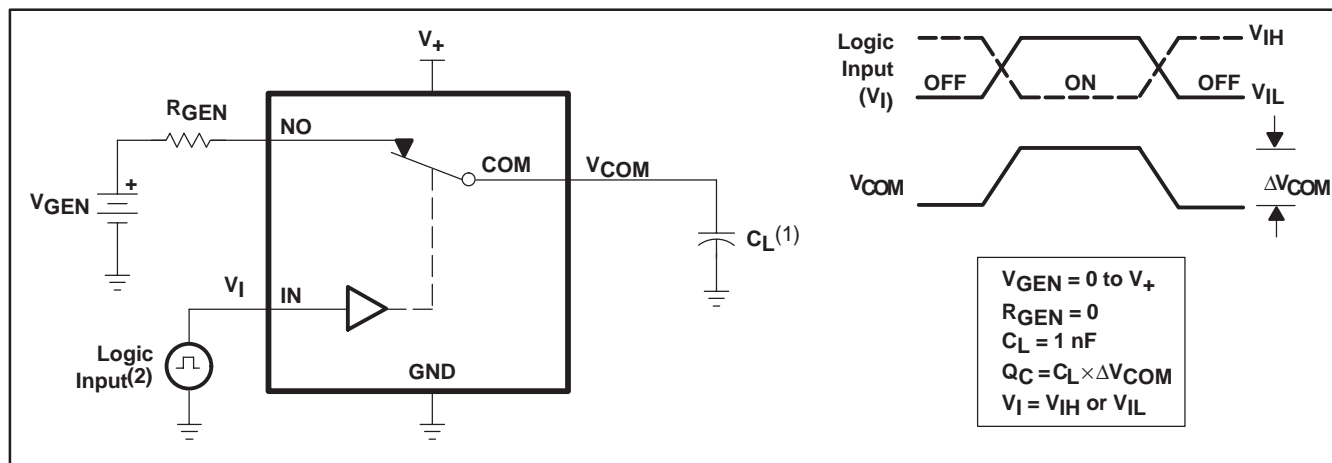 V+
RGEN
NO
COM
VCOM
VGEN
+
CL(1)
VI
IN
Logic
Input(2)
GND
Logic
Input
(VI)
VIH
OFF
ON
OFF
VIL
VCOM
ΔVCOM
VGEN = 0 to V+
RGEN = 0
CL = 1 nF
QC = CL × ΔVCOM
VI = VIH or VIL